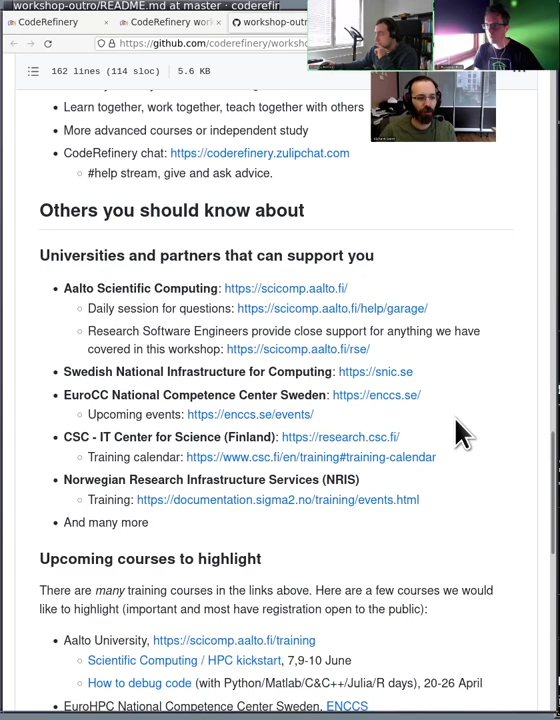 workshop-outro/README.md at master · coderefin
CodeRefinery
CodeRefinery work
workshop-outro
https://github.com/coderefinery/worksho
162 lines (114 sloc) 5.6 KB
Learn together, work together, teach together with others
More advanced courses or independent study
CodeRefinery chat: https://coderefinery.zulipchat.com
#help stream, give and ask advice.
Others you should know about
Universities and partners that can support you
Aalto Scientific Computing: https://scicomp.aalto.fi/
Daily session for questions: https://scicomp.aalto.fi/help/garage/
Research Software Engineers provide close support for anything we have
covered in this workshop: https://scicomp.aalto.fi/rse/
Swedish National Infrastructure for Computing: https://snic.se
EuroCC National Competence Center Sweden: https://enccs.se/
Upcoming events: https://enccs.se/events/
CSC - IT Center for Science (Finland): https://research.csc.fi/
Training calendar: https://www.csc.fi/en/training#training-calendar
Norwegian Research Infrastructure Services (NRIS)
Training: https://documentation.sigma2.no/training/events.html
And many more
Upcoming courses to highlight
There are many training courses in the links above. Here are a few courses we would
like to highlight (important and most have registration open to the public):
Aalto University, https://scicomp.aalto.fi/training
Scientific Computing / HPC kickstart, 7,9-10 June
How to debug code (with Python/Matlab/C&C++/Julia/R days), 20-26 April
EuroHPC National Competence Center Sweden, ENCCS